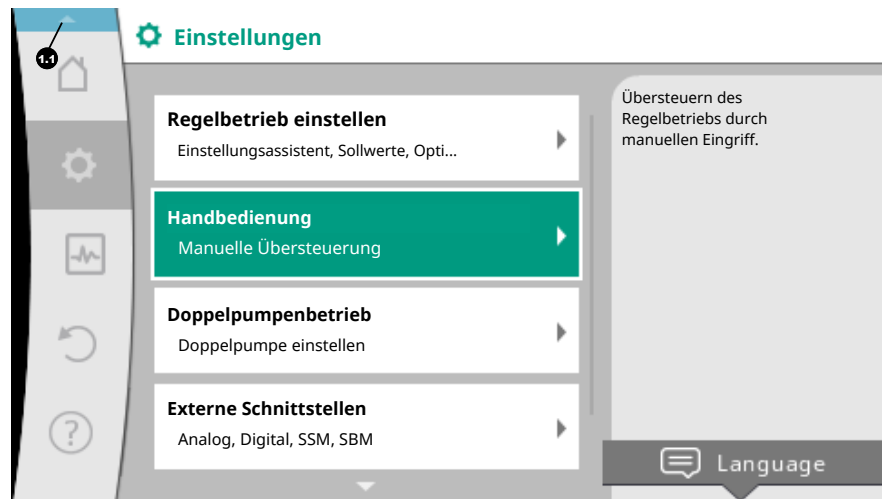 1.1
Einstellungen
Regelbetrieb einstellen
Einstellungsassistent, Sollwerte, Opti...
Handbedienung
Manuelle Übersteuerung
Doppelpumpenbetrieb
Doppelpumpe einstellen
Externe Schnittstellen
Analog, Digital, SSM, SBM
Übersteuern des
Regelbetriebs durch
manuellen Eingriff.
?
Language